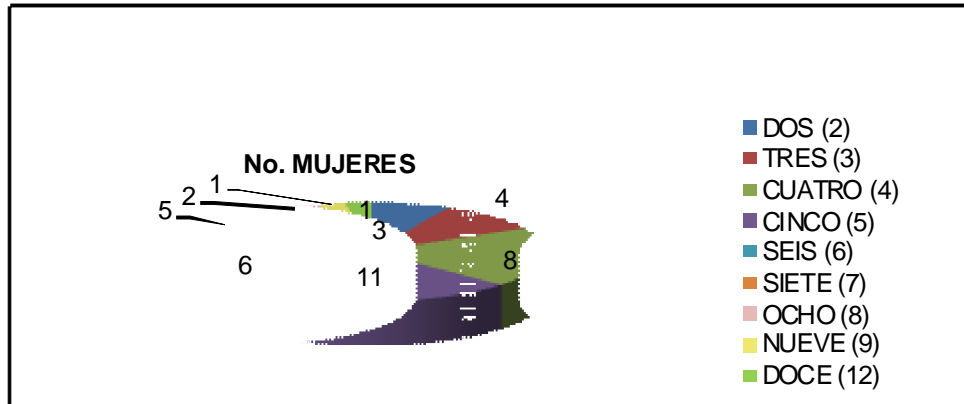 No. MUJERES
1
2
5
6
1
3
4
8
11
DOS (2)
TRES (3)
CUATRO (4)
CINCO (5)
SEIS (6)
SIETE (7)
OCHO (8)
NUEVE (9)
DOCE (12)